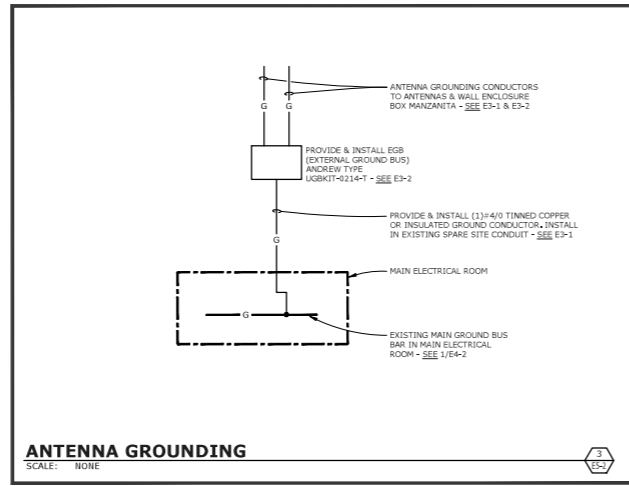 ANTENNA GROUNDING CONDUCTORS
TO ANTENNAS & WALL ENCLOSURE
BOX MANZANITA - SEE E3-1 & E3-2
G
G
PROVIDE & INSTALL EGB
(EXTERNAL GROUND BUS)
ANDREW TYPE
UGBKIT-0214-T - SEE E3-2
PROVIDE & INSTALL (1)#4/0 TINNED COPPER
OR INSULATED GROUND CONDUCTOR. INSTALL
IN EXISTING SPARE SITE CONDUIT - SEE E3-1
G
MAIN ELECTRICAL ROOM
G
EXISTING MAIN GROUND BUS
BAR IN MAIN ELECTRICAL
ROOM - SEE 1/E4-2
ANTENNA GROUNDING
SCALE: NONE
3
E5-2